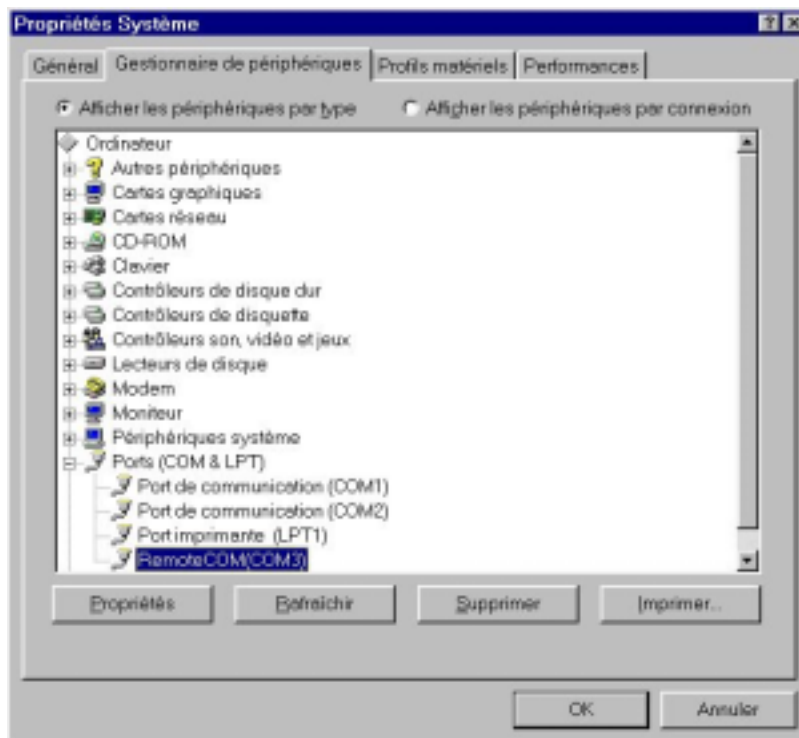 Propriétés Système
Général Gestionnaire de périphériques Profils matériels Performances
Afficher les périphériques par type Afficher les périphériques par connexion
Ordinateur
Autres périphériques
Cartes graphiques
Cartes réseau
CD-ROM
Clavier
Contrôleurs de disque dur
Contrôleurs de disquette
Contrôleurs son, vidéo et jeux
Lecteurs de disque
Modem
Moniteur
Périphériques système
Ports (COM & LPT)
Port de communication (COM1)
Port de communication (COM2)
Port imprimante (LPT1)
RemoteCOM(COM3)
Propriétés Rafraîchir Supprimer Imprimer...
OK Annuler